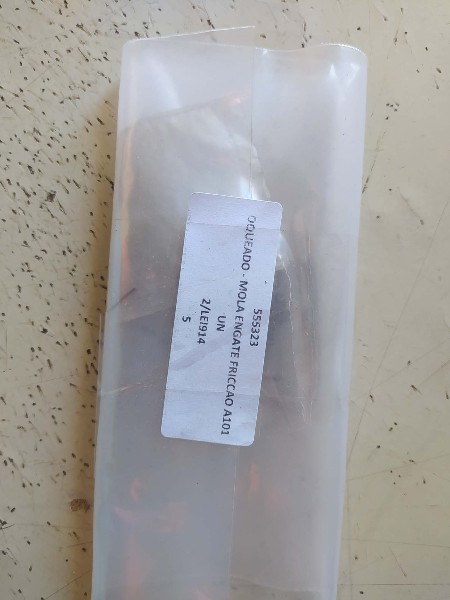 555323
OQUEADO - MOLA ENGATE FRICCAO A101
UN
2/LEI914
5